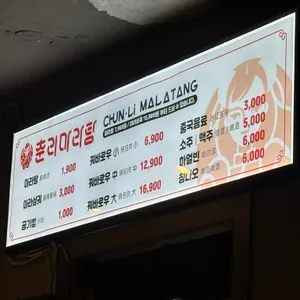 춘리마라탕
CHUN·Li MALATANG
마라탕 1,900
마라샹궈 3,000
공기밥 1,000
꿔바로우 小 6,900
꿔바로우 中 12,900
꿔바로우 大 16,900
중국음료 3,000
소주 / 맥주 5,000
하얼빈 6,000
칭다오 6,000